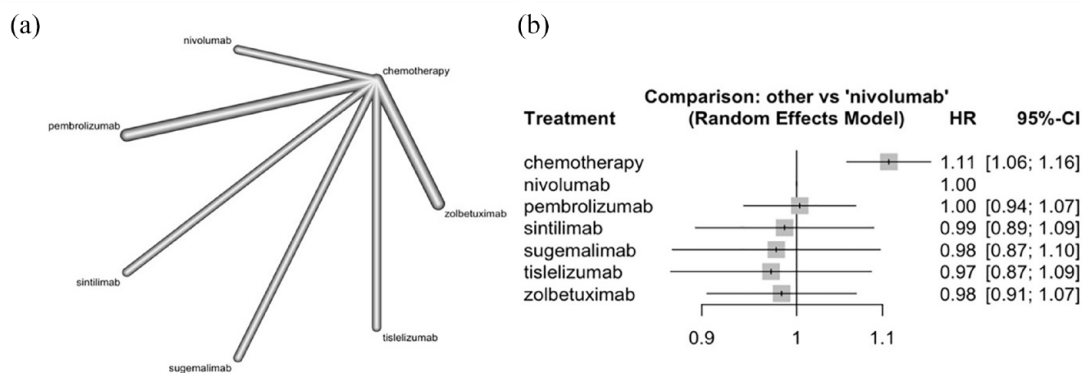 (a)
nivolumab
chemotherapy
pembrolizumab
zolbetuximab
sintilimab
tislelizumab
sugemalimab
(b)
Comparison: other vs 'nivolumab'
Treatment (Random Effects Model) HR 95%-CI
chemotherapy 1.11 [1.06; 1.16]
nivolumab 1.00
pembrolizumab 1.00 [0.94; 1.07]
sintilimab 0.99 [0.89; 1.09]
sugemalimab 0.98 [0.87; 1.10]
tislelizumab 0.97 [0.87; 1.09]
zolbetuximab 0.98 [0.91; 1.07]
0.9 1 1.1